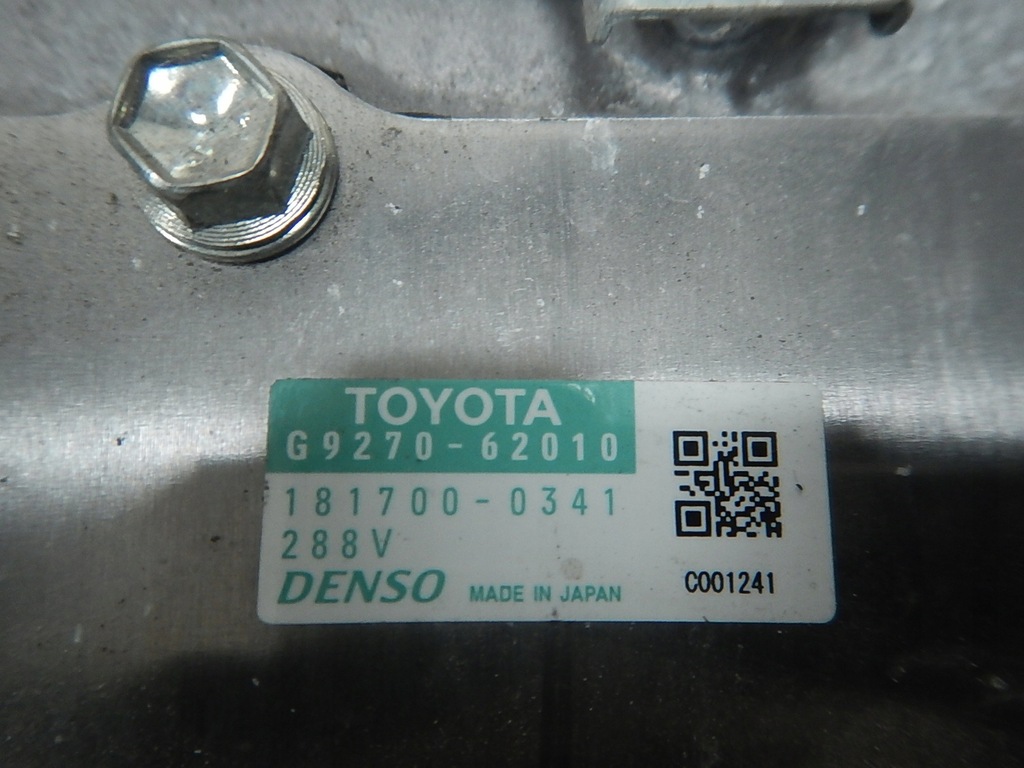 TOYOTA
G9270-62010
181700-0341
288V
DENSO MADE IN JAPAN
C001241